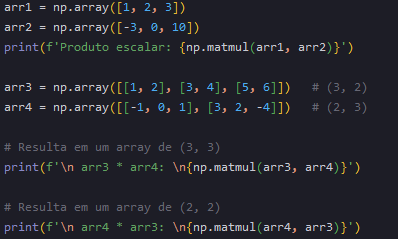 arr1 = np.array([1, 2, 3])
arr2 = np.array([-3, 0, 10])
print(f'Produto escalar: {np.matmul(arr1, arr2)}')
arr3 = np.array([[1, 2], [3, 4], [5, 6]])   # (3, 2)
arr4 = np.array([[-1, 0, 1], [3, 2, -4]])   # (2, 3)
# Resulta em um array de (3, 3)
print(f'\n arr3 * arr4: \n{np.matmul(arr3, arr4)}')
# Resulta em um array de (2, 2)
print(f'\n arr4 * arr3: \n{np.matmul(arr4, arr3)}')